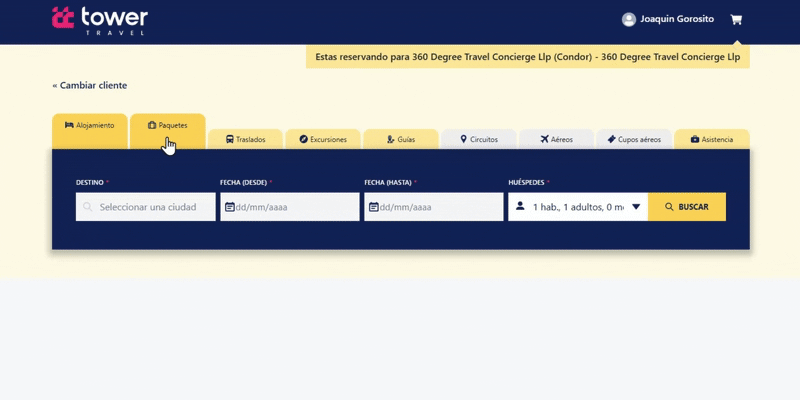 tower
TRAVEL
Joaquin Gorosito
Estas reservando para 360 Degree Travel Concierge Llp (Condor) - 360 Degree Travel Concierge Llp
« Cambiar cliente
Alojamiento
Paquetes
Traslados
Excursiones
Guías
Circuitos
Aéreos
Cupos aéreos
Asistencia
DESTINO *
FECHA (DESDE) *
FECHA (HASTA) *
HUÉSPEDES *
Seleccionar una ciudad
dd/mm/aaaa
dd/mm/aaaa
1 hab., 1 adultos, 0 m
BUSCAR